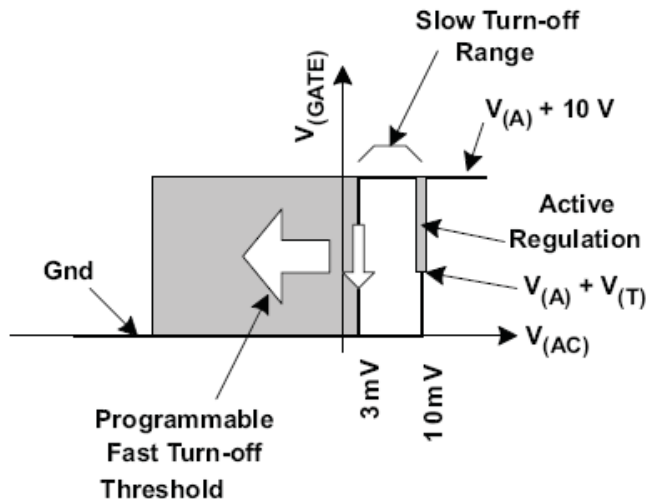 Slow Turn-off
Range
V(GATE)
V(A) + 10 V
Active
Regulation
Gnd
V(A) + V(T)
V(AC)
3 mV
10 mV
Programmable
Fast Turn-off
Threshold